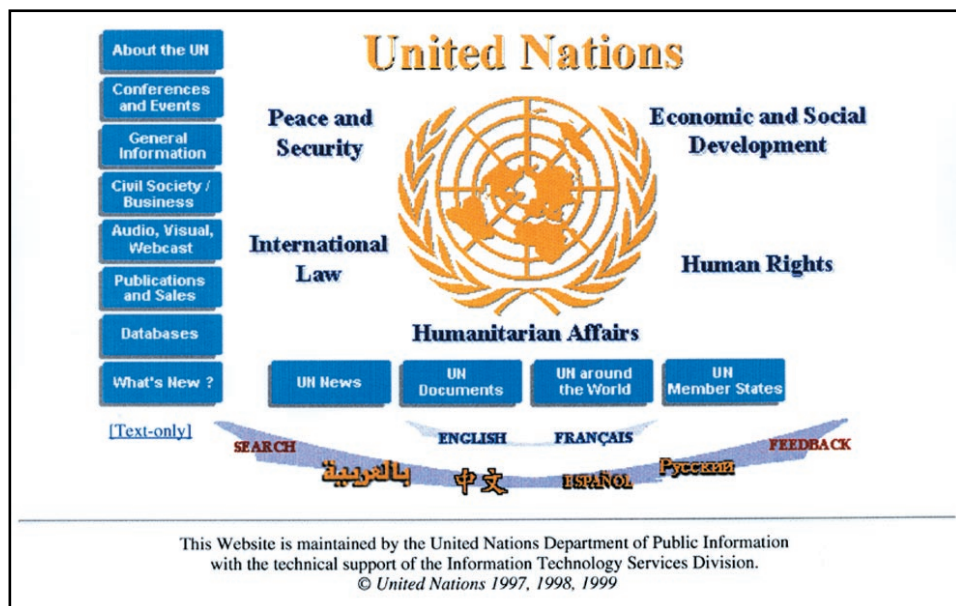 About the UN
Conferences
and Events
General
Information
Civil Society /
Business
Audio, Visual,
Webcast
Publications
and Sales
Databases
What's New ?
[Text-only]
United Nations
Peace and
Security
Economic and Social
Development
International
Law
Human Rights
Humanitarian Affairs
UN News
UN
Documents
UN around
the World
UN
Member States
SEARCH
ENGLISH
FRANÇAIS
FEEDBACK
بالعربية
中文
ESPAÑOL
Русский
This Website is maintained by the United Nations Department of Public Information
with the technical support of the Information Technology Services Division.
© United Nations 1997, 1998, 1999